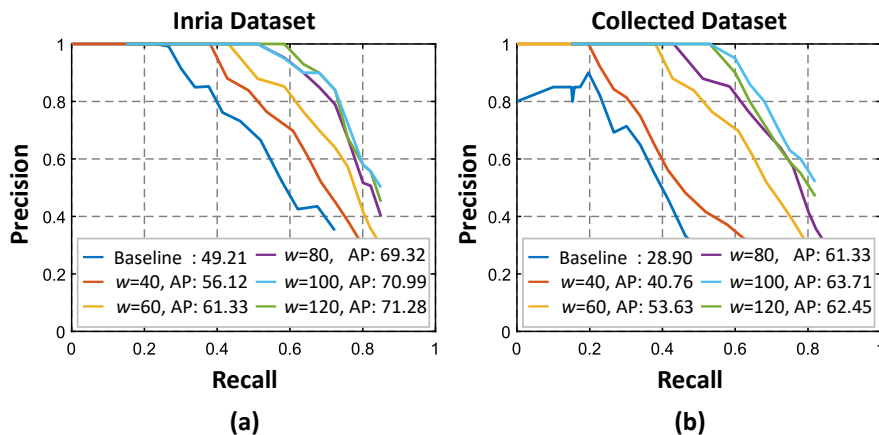 Inria Dataset
Precision
1
0.8
0.6
0.4
0.2
0
Baseline : 49.21
w=40, AP: 56.12
w=60, AP: 61.33
w=80, AP: 69.32
w=100, AP: 70.99
w=120, AP: 71.28
0 0.2 0.4 0.6 0.8 1
Recall
(a)
Collected Dataset
Precision
1
0.8
0.6
0.4
0.2
0
Baseline : 28.90
w=40, AP: 40.76
w=60, AP: 53.63
w=80, AP: 61.33
w=100, AP: 63.71
w=120, AP: 62.45
0 0.2 0.4 0.6 0.8 1
Recall
(b)